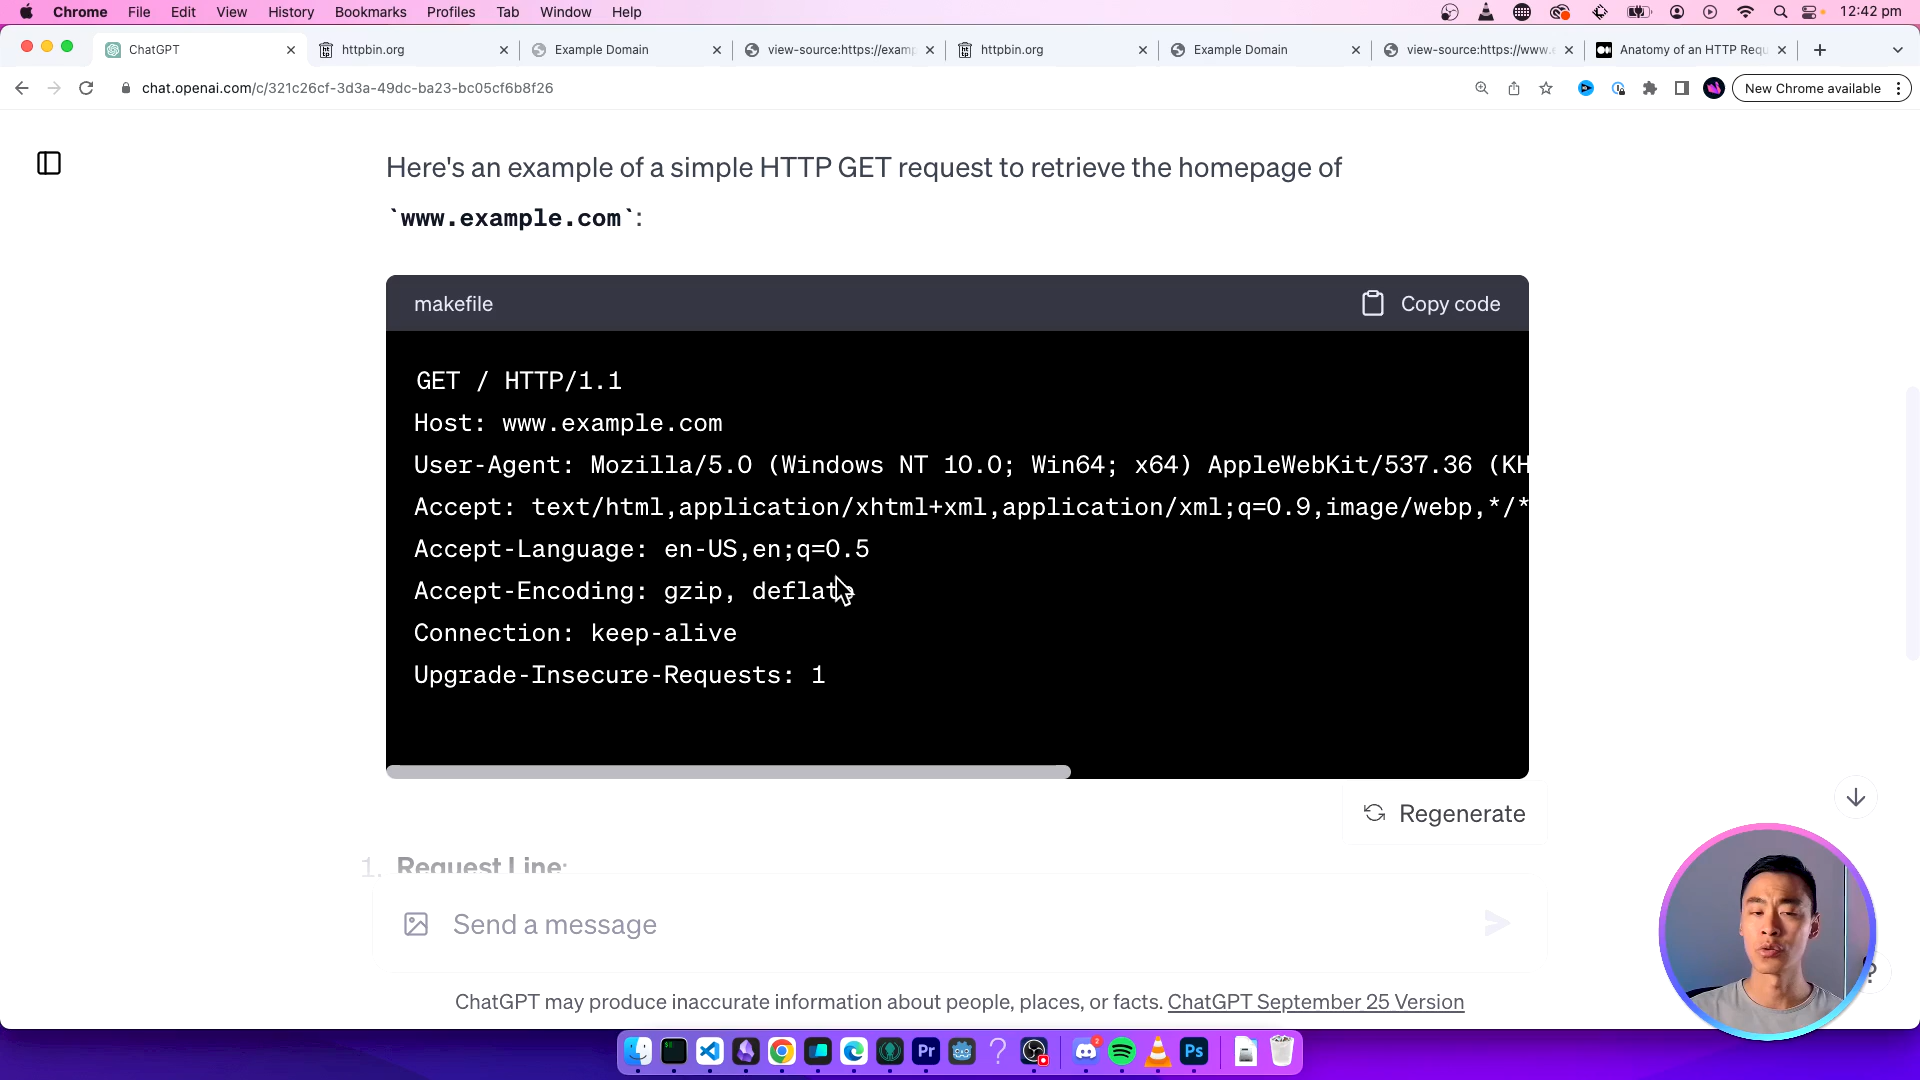 Chrome File Edit View History Bookmarks Profiles Tab Window Help
12:42 pm
ChatGPT
httpbin.org
Example Domain
view-source:https://examp
httpbin.org
Example Domain
view-source:https://www.e
Anatomy of an HTTP Requ
chat.openai.com/c/321c26cf-3d3a-49dc-ba23-bc05cf6b8f26
New Chrome available
Here's an example of a simple HTTP GET request to retrieve the homepage of
`www.example.com`:
makefile
Copy code
GET / HTTP/1.1
Host: www.example.com
User-Agent: Mozilla/5.0 (Windows NT 10.0; Win64; x64) AppleWebKit/537.36 (KH
Accept: text/html,application/xhtml+xml,application/xml;q=0.9,image/webp,*/*
Accept-Language: en-US,en;q=0.5
Accept-Encoding: gzip, deflate
Connection: keep-alive
Upgrade-Insecure-Requests: 1
Regenerate
1. Request Line:
Send a message
?
ChatGPT may produce inaccurate information about people, places, or facts. ChatGPT September 25 Version
Pr
2
Ps